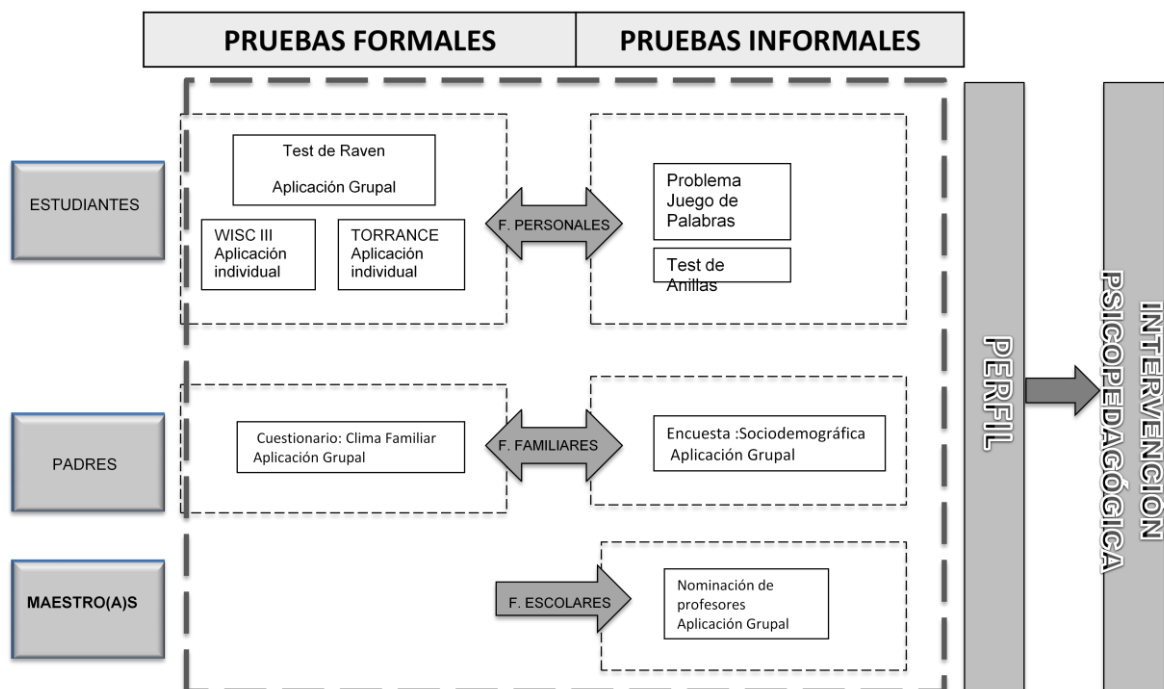 PRUEBAS FORMALES
PRUEBAS INFORMALES
ESTUDIANTES
Test de Raven
Aplicación Grupal
WISC III
Aplicación
individual
TORRANCE
Aplicación
individual
F. PERSONALES
Problema
Juego de
Palabras
Test de
Anillas
PADRES
Cuestionario: Clima Familiar
Aplicación Grupal
F. FAMILIARES
Encuesta :Sociodemográfica
Aplicación Grupal
MAESTRO(A)S
F. ESCOLARES
Nominación de
profesores
Aplicación Grupal
PERFIL
INTERVENCIÓN
PSICOPEDAGÓGICA